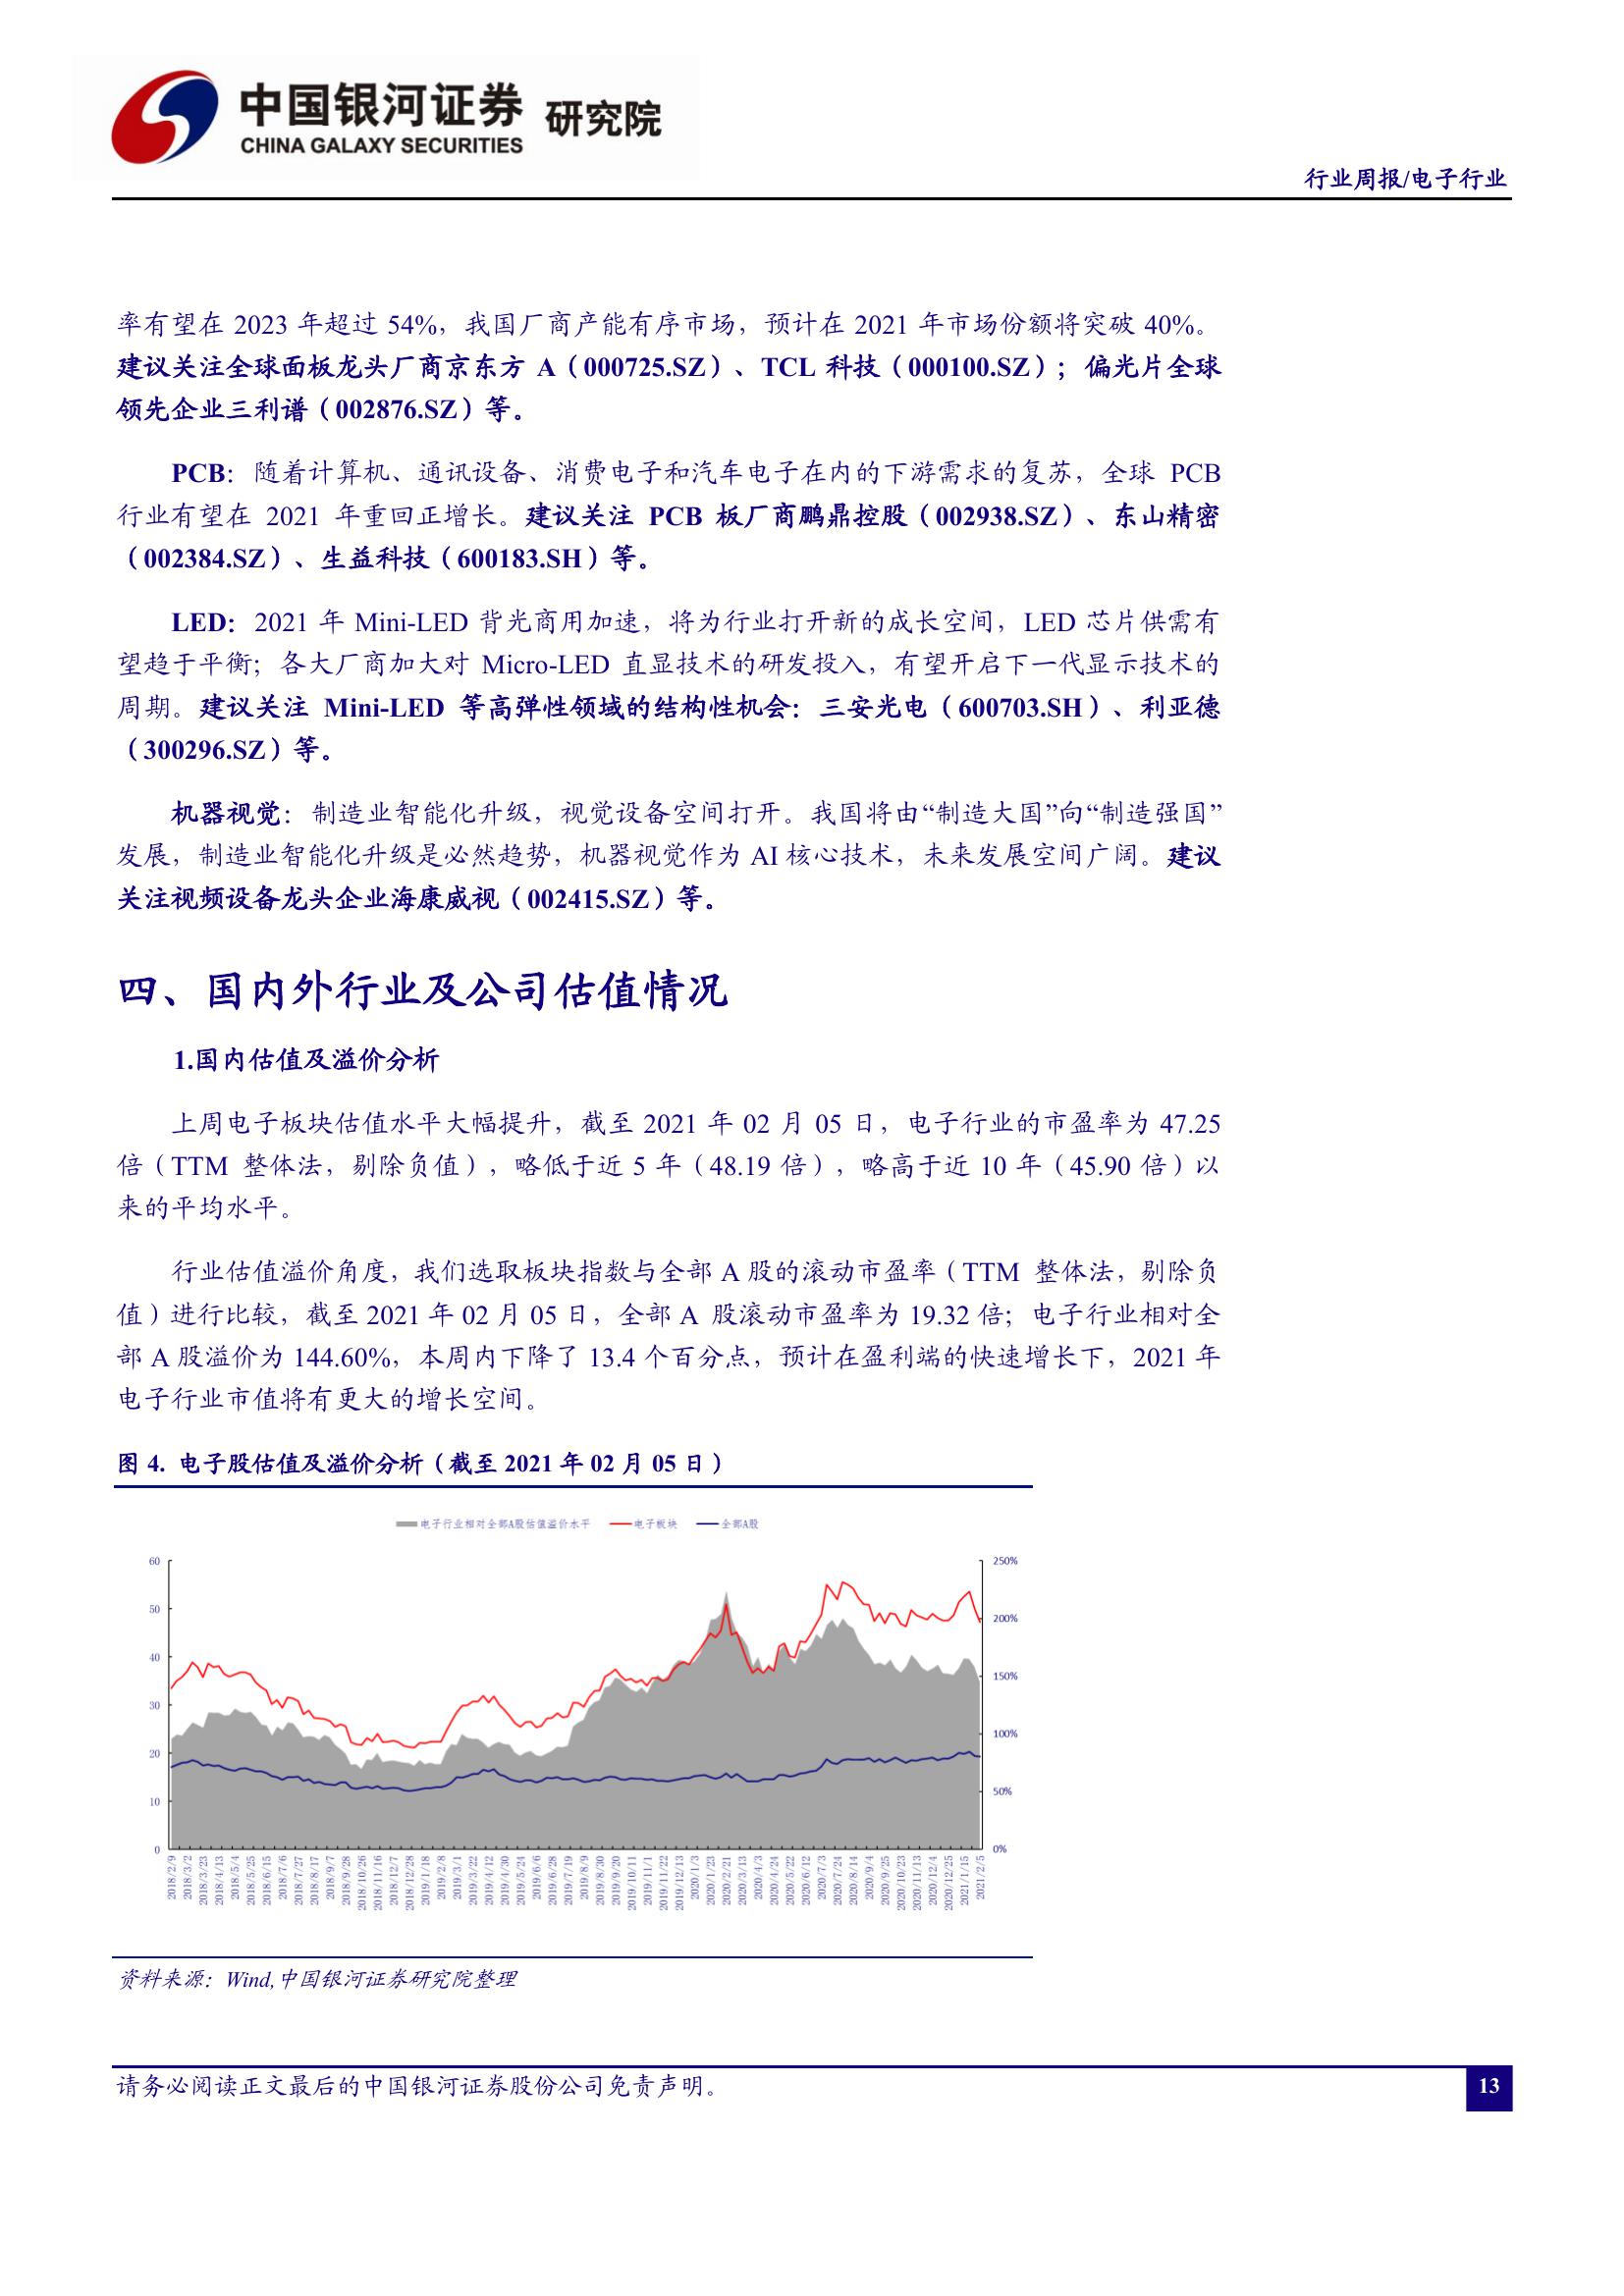 中国银河证券 研究院
CHINA GALAXY SECURITIES
行业周报/电子行业
率有望在 2023 年超过 54%，我国厂商产能有序市场，预计在 2021 年市场份额将突破 40%。
建议关注全球面板龙头厂商京东方 A（000725.SZ）、TCL 科技（000100.SZ）；偏光片全球
领先企业三利谱（002876.SZ）等。
PCB：随着计算机、通讯设备、消费电子和汽车电子在内的下游需求的复苏，全球 PCB
行业有望在 2021 年重回正增长。建议关注 PCB 板厂商鹏鼎控股（002938.SZ）、东山精密
（002384.SZ）、生益科技（600183.SH）等。
LED：2021 年 Mini-LED 背光商用加速，将为行业打开新的成长空间，LED 芯片供需有
望趋于平衡；各大厂商加大对 Micro-LED 直显技术的研发投入，有望开启下一代显示技术的
周期。建议关注 Mini-LED 等高弹性领域的结构性机会：三安光电（600703.SH）、利亚德
（300296.SZ）等。
机器视觉：制造业智能化升级，视觉设备空间打开。我国将由“制造大国”向“制造强国”
发展，制造业智能化升级是必然趋势，机器视觉作为 AI 核心技术，未来发展空间广阔。建议
关注视频设备龙头企业海康威视（002415.SZ）等。
四、国内外行业及公司估值情况
1.国内估值及溢价分析
上周电子板块估值水平大幅提升，截至 2021 年 02 月 05 日，电子行业的市盈率为 47.25
倍（TTM 整体法，剔除负值），略低于近 5 年（48.19 倍），略高于近 10 年（45.90 倍）以
来的平均水平。
行业估值溢价角度，我们选取板块指数与全部 A 股的滚动市盈率（TTM 整体法，剔除负
值）进行比较，截至 2021 年 02 月 05 日，全部 A 股滚动市盈率为 19.32 倍；电子行业相对全
部 A 股溢价为 144.60%，本周内下降了 13.4 个百分点，预计在盈利端的快速增长下，2021 年
电子行业市值将有更大的增长空间。
图 4. 电子股估值及溢价分析（截至 2021 年 02 月 05 日）
电子行业相对全部A股估值溢价水平 电子板块 全部A股
60
50
40
30
20
10
0
250%
200%
150%
100%
50%
0%
2018/2/9
2018/3/2
2018/3/23
2018/4/13
2018/5/4
2018/5/25
2018/6/15
2018/7/6
2018/7/27
2018/8/17
2018/9/7
2018/9/28
2018/10/26
2018/11/16
2018/12/7
2018/12/28
2019/1/18
2019/2/8
2019/3/1
2019/3/22
2019/4/12
2019/4/30
2019/5/24
2019/6/6
2019/6/28
2019/7/19
2019/8/9
2019/8/30
2019/9/20
2019/10/11
2019/11/1
2019/11/22
2019/12/13
2020/1/3
2020/1/23
2020/2/21
2020/3/13
2020/4/3
2020/4/24
2020/5/22
2020/6/12
2020/7/3
2020/7/24
2020/8/14
2020/9/4
2020/9/25
2020/10/23
2020/11/13
2020/12/4
2020/12/25
2021/1/15
2021/2/5
资料来源：Wind,中国银河证券研究院整理
请务必阅读正文最后的中国银河证券股份公司免责声明。
13